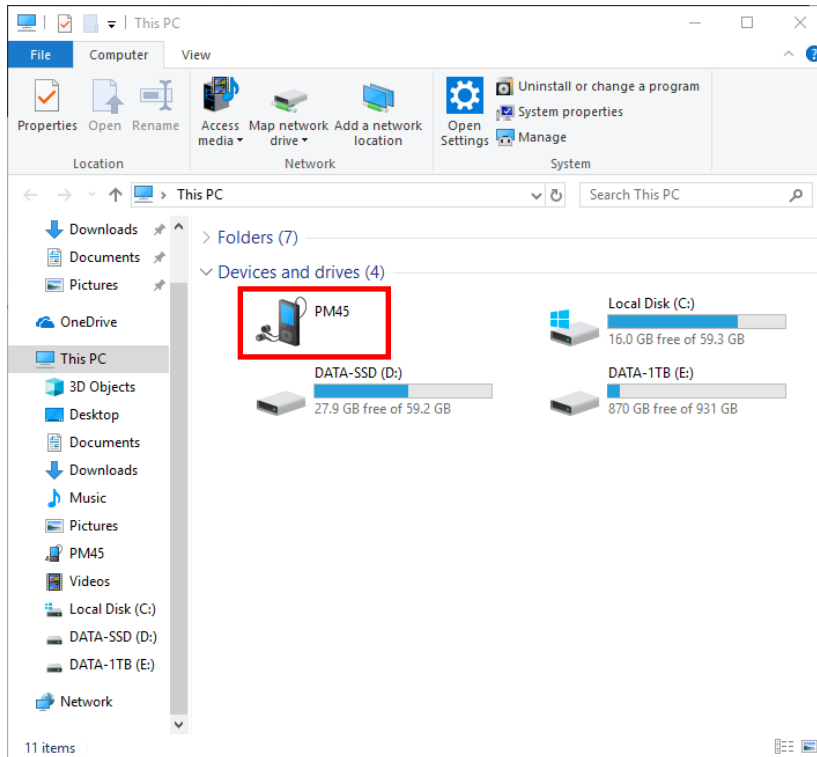 This PC
File Computer View
Properties Open Rename
Access media
Map network drive
Add a network location
Open Settings
Uninstall or change a program
System properties
Manage
Location Network System
This PC
Search This PC
Downloads
Documents
Pictures
OneDrive
This PC
3D Objects
Desktop
Documents
Downloads
Music
Pictures
PM45
Videos
Local Disk (C:)
DATA-SSD (D:)
DATA-1TB (E:)
Network
Folders (7)
Devices and drives (4)
PM45
Local Disk (C:)
16.0 GB free of 59.3 GB
DATA-SSD (D:)
27.9 GB free of 59.2 GB
DATA-1TB (E:)
870 GB free of 931 GB
11 items